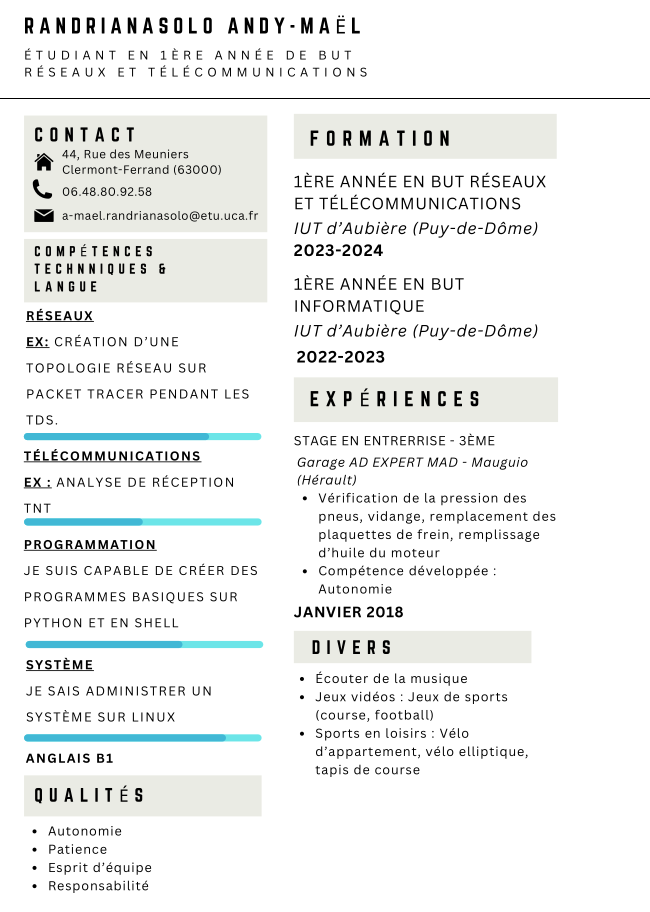 RANDRIANASOLO ANDY-MAËL
ÉTUDIANT EN 1ÈRE ANNÉE DE BUT
RÉSEAUX ET TÉLÉCOMMUNICATIONS
CONTACT
44, Rue des Meuniers
Clermont-Ferrand (63000)
06.48.80.92.58
a-mael.randrianasolo@etu.uca.fr
COMPÉTENCES
TECHNNIQUES &
LANGUE
RÉSEAUX
EX: CRÉATION D’UNE
TOPOLOGIE RÉSEAU SUR
PACKET TRACER PENDANT LES
TDS.
TÉLÉCOMMUNICATIONS
EX : ANALYSE DE RÉCEPTION
TNT
PROGRAMMATION
JE SUIS CAPABLE DE CRÉER DES
PROGRAMMES BASIQUES SUR
PYTHON ET EN SHELL
SYSTÈME
JE SAIS ADMINISTRER UN
SYSTÈME SUR LINUX
ANGLAIS B1
QUALITÉS
• Autonomie
• Patience
• Esprit d’équipe
• Responsabilité
FORMATION
1ÈRE ANNÉE EN BUT RÉSEAUX
ET TÉLÉCOMMUNICATIONS
IUT d’Aubière (Puy-de-Dôme)
2023-2024
1ÈRE ANNÉE EN BUT
INFORMATIQUE
IUT d’Aubière (Puy-de-Dôme)
2022-2023
EXPÉRIENCES
STAGE EN ENTRERRISE - 3ÈME
Garage AD EXPERT MAD - Mauguio
(Hérault)
• Vérification de la pression des
pneus, vidange, remplacement des
plaquettes de frein, remplissage
d’huile du moteur
• Compétence développée :
Autonomie
JANVIER 2018
DIVERS
• Écouter de la musique
• Jeux vidéos : Jeux de sports
(course, football)
• Sports en loisirs : Vélo
d’appartement, vélo elliptique,
tapis de course